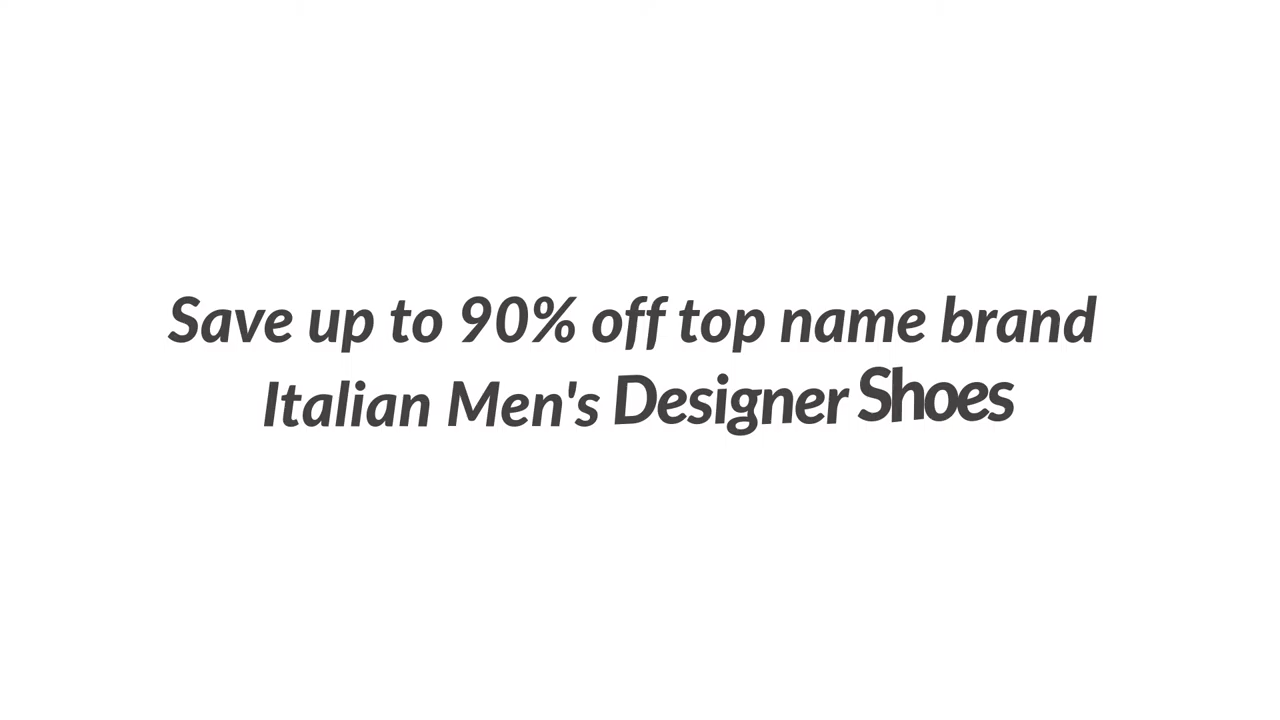 Save up to 90% off top name brand
Italian Men's Designer Shoes